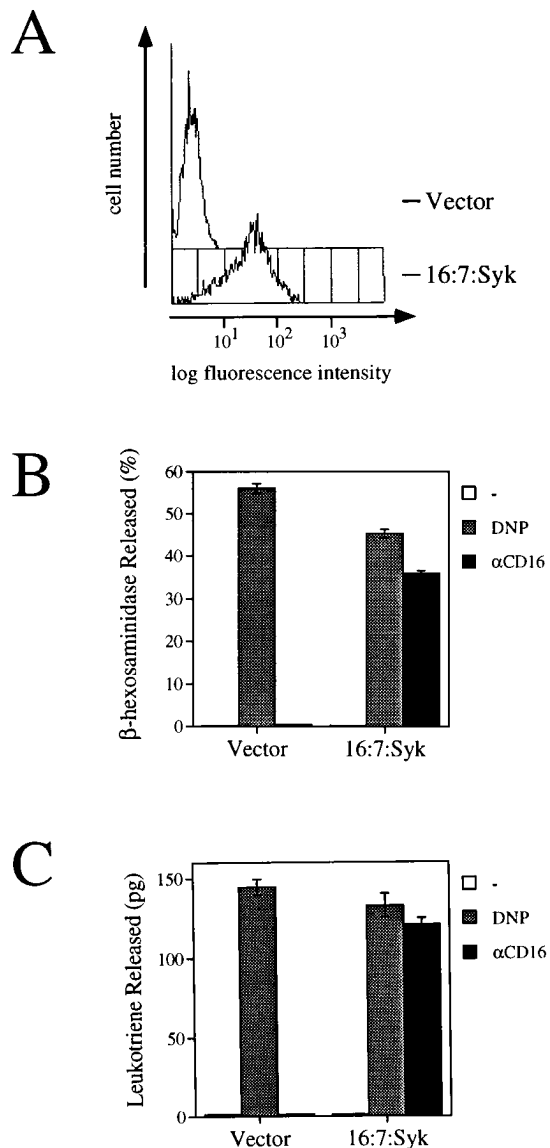 A
cell number
Vector
16:7:Syk
10¹ 10² 10³
log fluorescence intensity
B
β-hexosaminidase Released (%)
60
50
40
30
20
10
0
-
DNP
αCD16
Vector 16:7:Syk
C
Leukotriene Released (pg)
150
100
50
0
-
DNP
αCD16
Vector 16:7:Syk